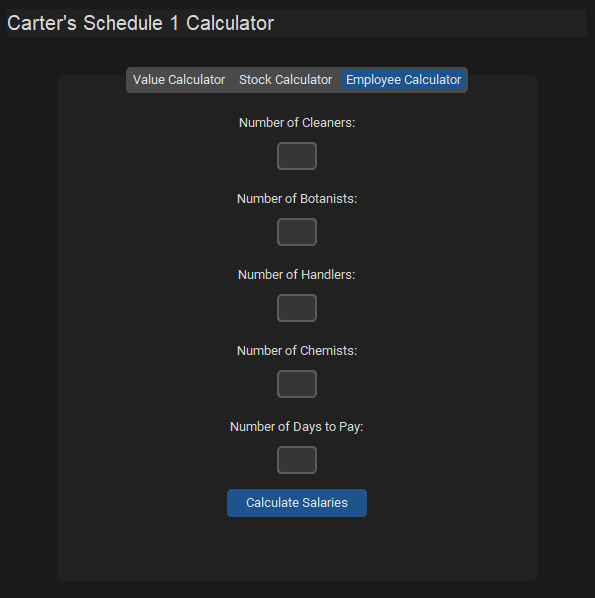 Carter's Schedule 1 Calculator
Value Calculator Stock Calculator Employee Calculator
Number of Cleaners:
Number of Botanists:
Number of Handlers:
Number of Chemists:
Number of Days to Pay:
Calculate Salaries